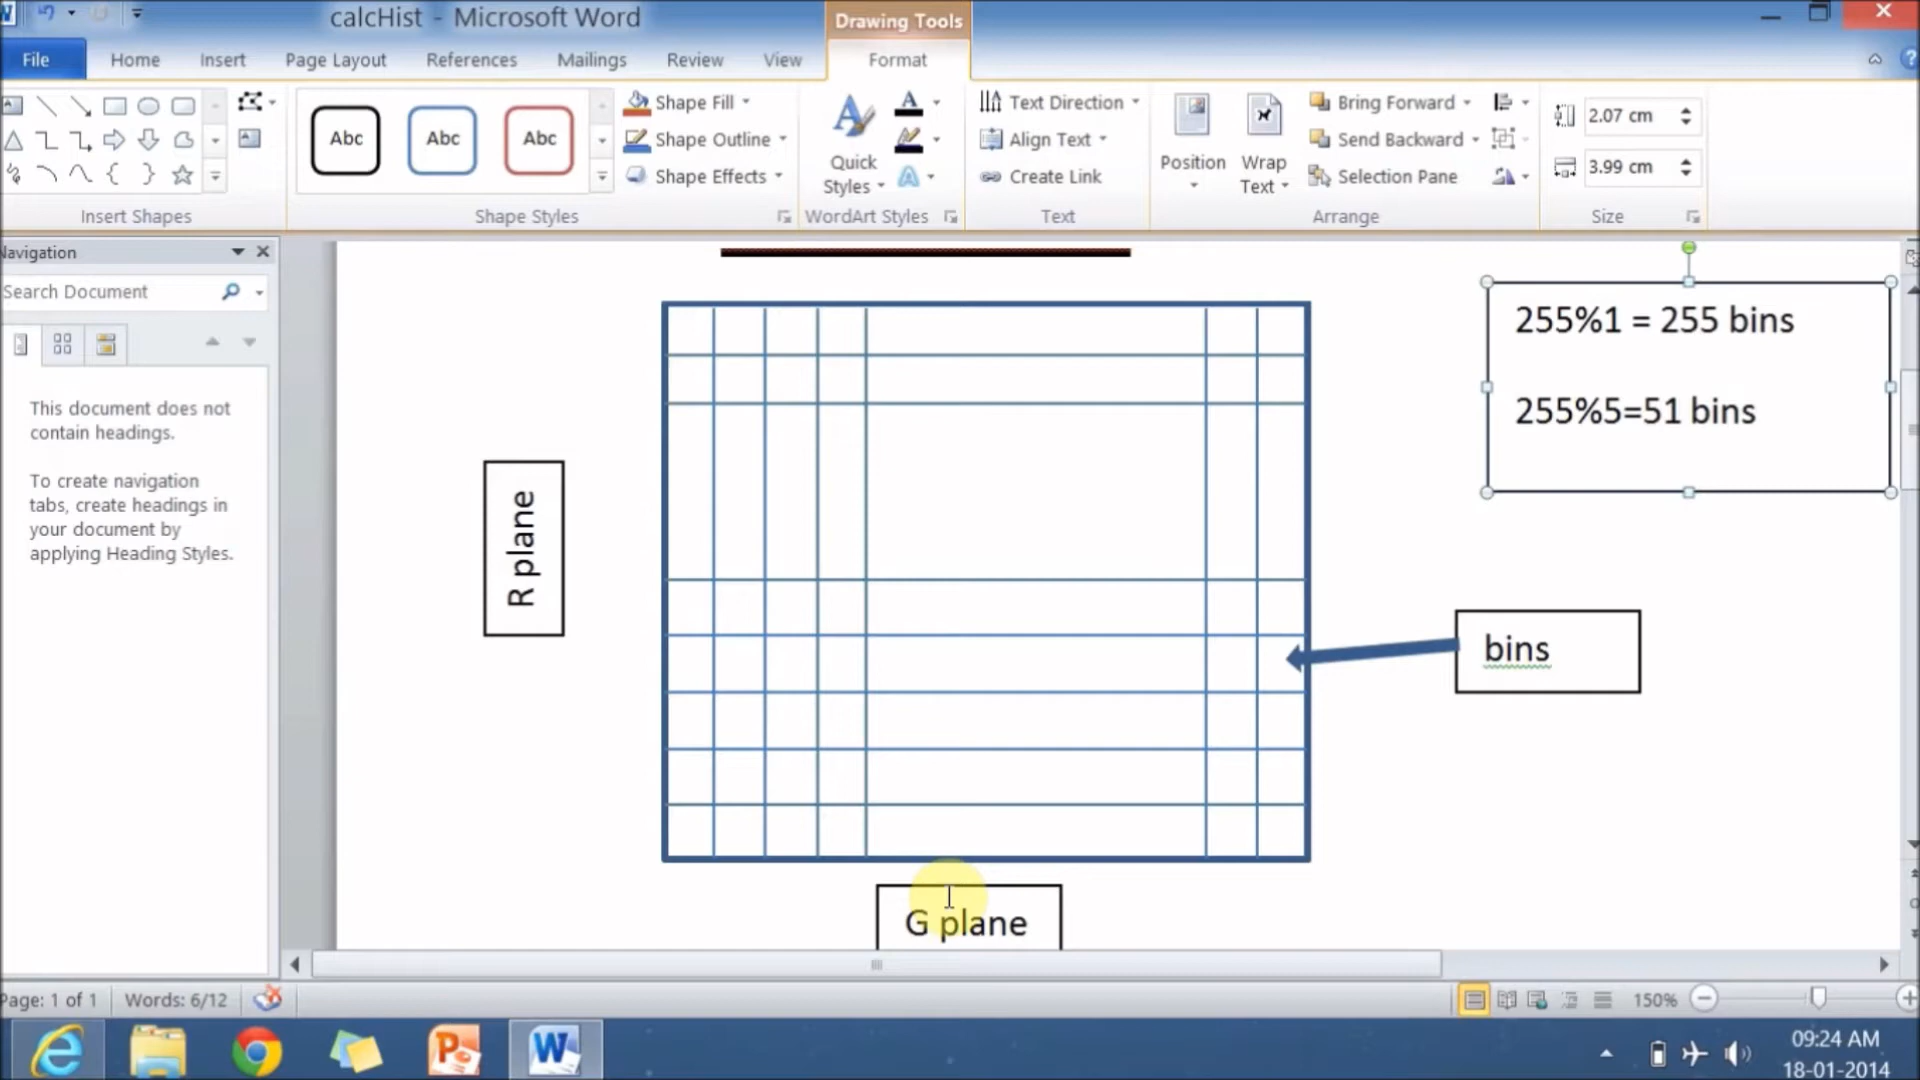 calcHist - Microsoft Word
Drawing Tools
File
Home
Insert
Page Layout
References
Mailings
Review
View
Format
Abc
Abc
Abc
Shape Fill
Shape Outline
Shape Effects
Quick
Styles
Text Direction
Align Text
Create Link
Position
Wrap
Text
Bring Forward
Send Backward
Selection Pane
2.07 cm
3.99 cm
Insert Shapes
Shape Styles
WordArt Styles
Text
Arrange
Size
Navigation
Search Document
This document does not
contain headings.
To create navigation
tabs, create headings in
your document by
applying Heading Styles.
255%1 = 255 bins
255%5=51 bins
R plane
bins
G plane
Page: 1 of 1
Words: 6/12
150%
09:24 AM
18-01-2014